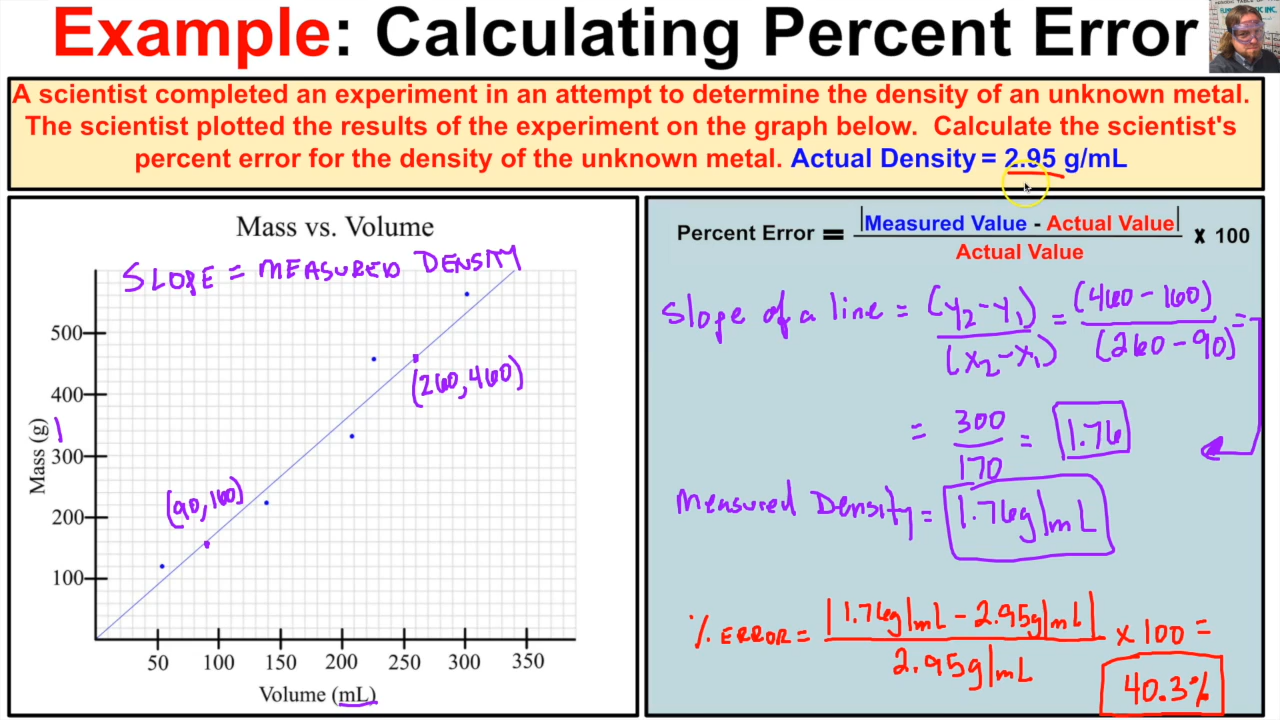 Example: Calculating Percent Error
A scientist completed an experiment in an attempt to determine the density of an unknown metal.
The scientist plotted the results of the experiment on the graph below. Calculate the scientist's
percent error for the density of the unknown metal. Actual Density = 2.95 g/mL
Mass vs. Volume
SLOPE = MEASURED DENSITY
500
400
300
200
100
Mass (g)
(260, 460)
(90, 160)
50 100 150 200 250 300 350
Volume (mL)
Percent Error = |Measured Value - Actual Value| x 100
Actual Value
Slope of a line = (y2-y1) = (460-160) =
(x2-x1) (260-90)
= 300 = 1.76
170
Measured Density = 1.76g/mL
% ERROR = |1.76g/mL - 2.95g/mL| x 100 =
2.95g/mL
40.3%